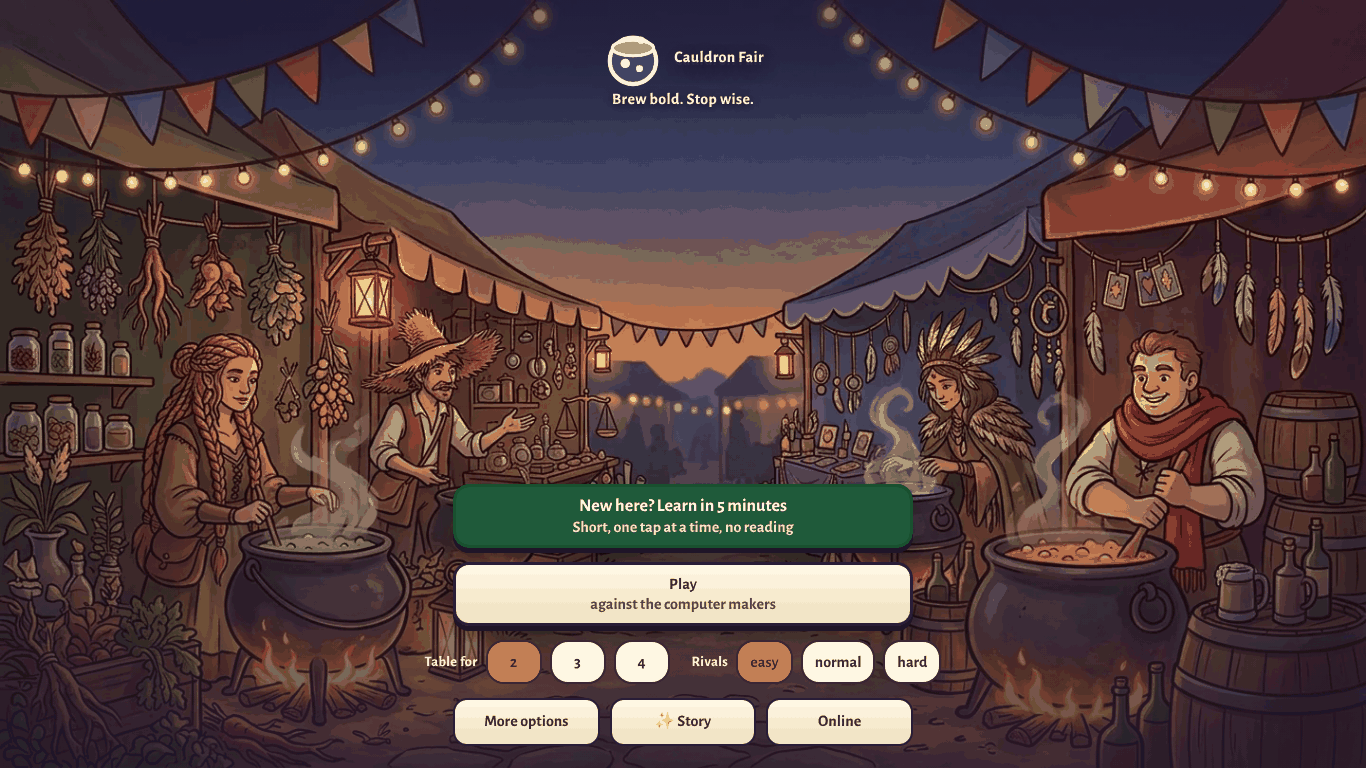 Cauldron Fair
Brew bold. Stop wise.
New here? Learn in 5 minutes
Short, one tap at a time, no reading
Play
against the computer makers
Table for 2 3 4 Rivals easy normal hard
More options ✨ Story Online